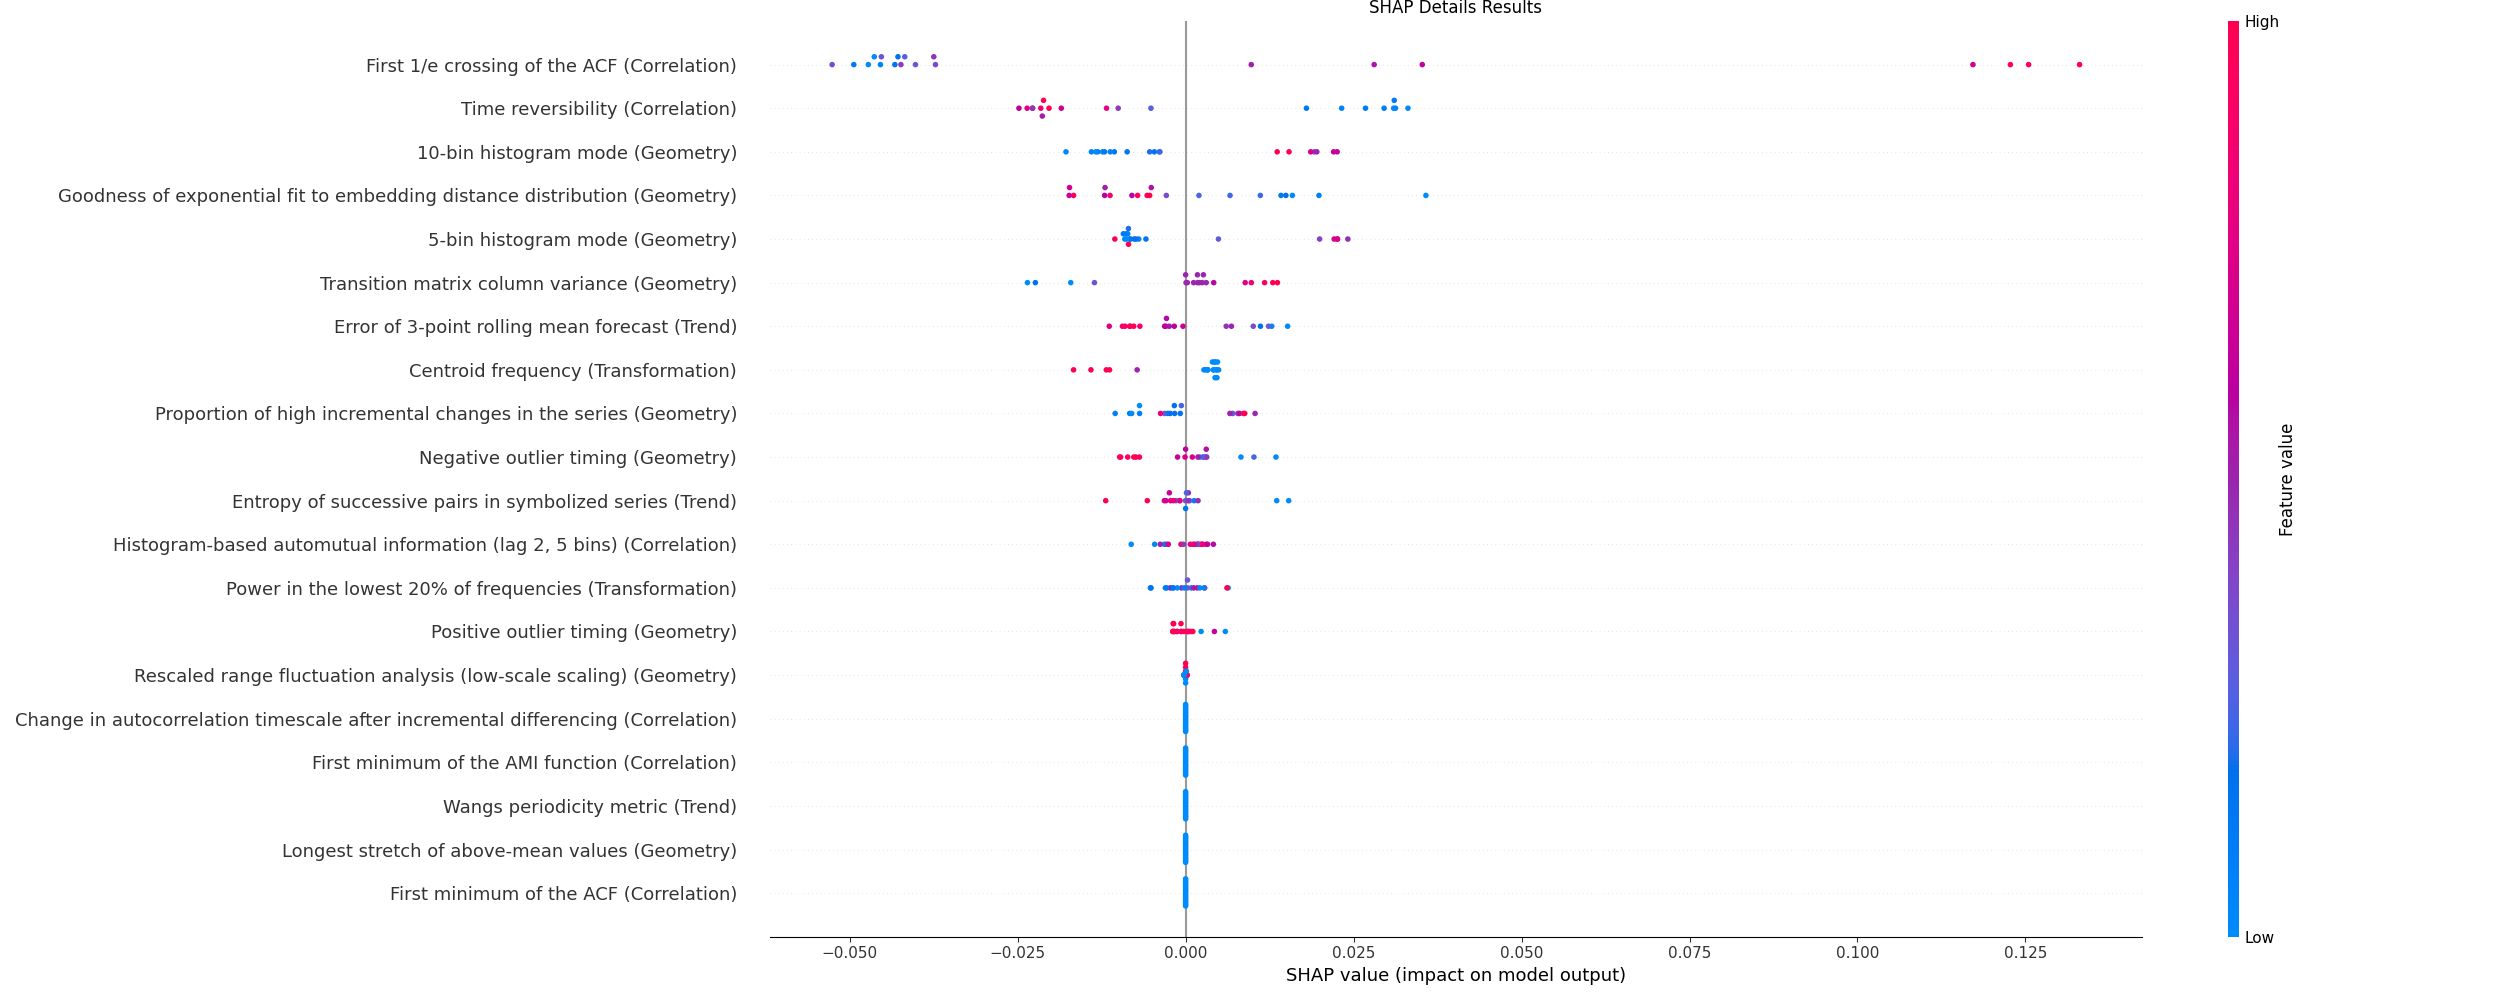 SHAP Details Results
High
First 1/e crossing of the ACF (Correlation)
Time reversibility (Correlation)
10-bin histogram mode (Geometry)
Goodness of exponential fit to embedding distance distribution (Geometry)
5-bin histogram mode (Geometry)
Transition matrix column variance (Geometry)
Error of 3-point rolling mean forecast (Trend)
Centroid frequency (Transformation)
Proportion of high incremental changes in the series (Geometry)
Negative outlier timing (Geometry)
Entropy of successive pairs in symbolized series (Trend)
Histogram-based automutual information (lag 2, 5 bins) (Correlation)
Power in the lowest 20% of frequencies (Transformation)
Positive outlier timing (Geometry)
Rescaled range fluctuation analysis (low-scale scaling) (Geometry)
Change in autocorrelation timescale after incremental differencing (Correlation)
First minimum of the AMI function (Correlation)
Wangs periodicity metric (Trend)
Longest stretch of above-mean values (Geometry)
First minimum of the ACF (Correlation)
Feature value
Low
−0.050 −0.025 0.000 0.025 0.050 0.075 0.100 0.125
SHAP value (impact on model output)